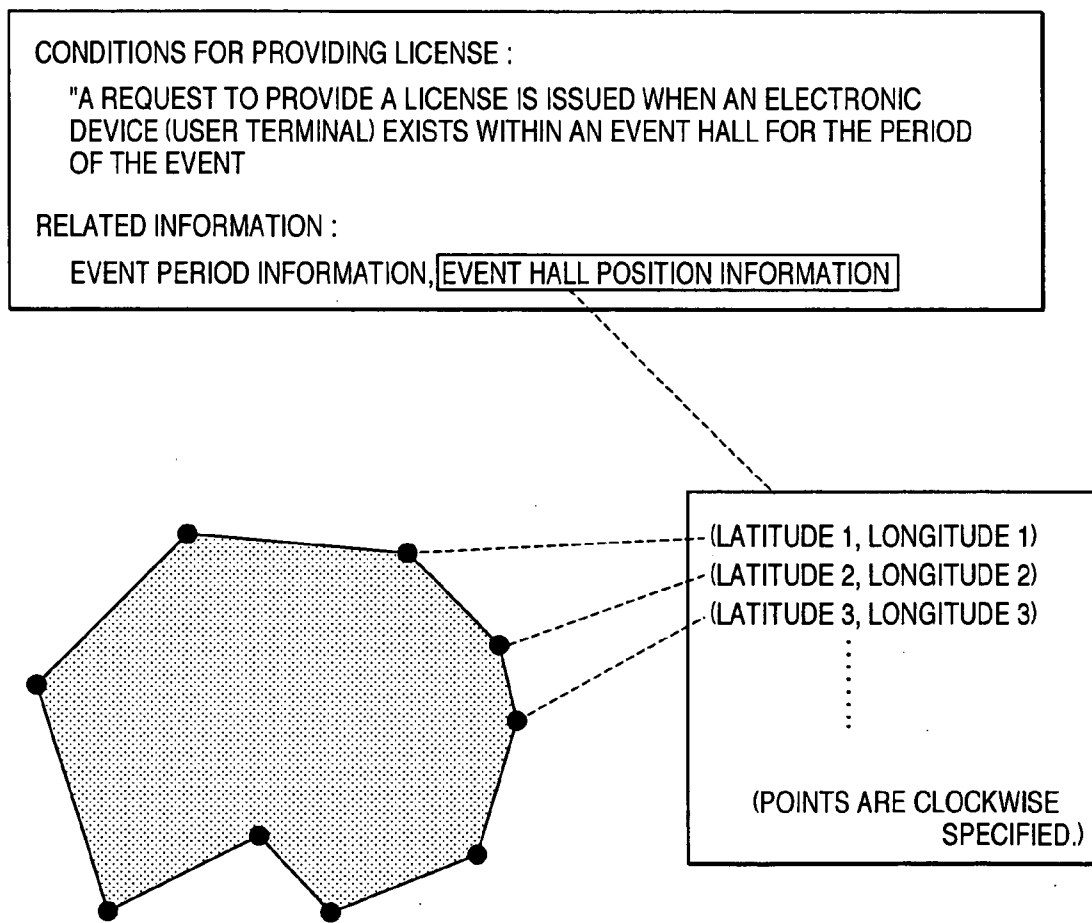 CONDITIONS FOR PROVIDING LICENSE :
"A REQUEST TO PROVIDE A LICENSE IS ISSUED WHEN AN ELECTRONIC
DEVICE (USER TERMINAL) EXISTS WITHIN AN EVENT HALL FOR THE PERIOD
OF THE EVENT
RELATED INFORMATION :
EVENT PERIOD INFORMATION, EVENT HALL POSITION INFORMATION
(LATITUDE 1, LONGITUDE 1)
(LATITUDE 2, LONGITUDE 2)
(LATITUDE 3, LONGITUDE 3)
(POINTS ARE CLOCKWISE
SPECIFIED.)